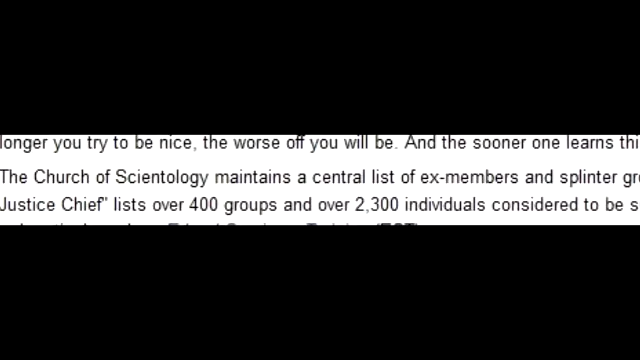 longer you try to be nice, the worse off you will be. And the sooner one learns thi
The Church of Scientology maintains a central list of ex-members and splinter gr
Justice Chief" lists over 400 groups and over 2,300 individuals considered to be s